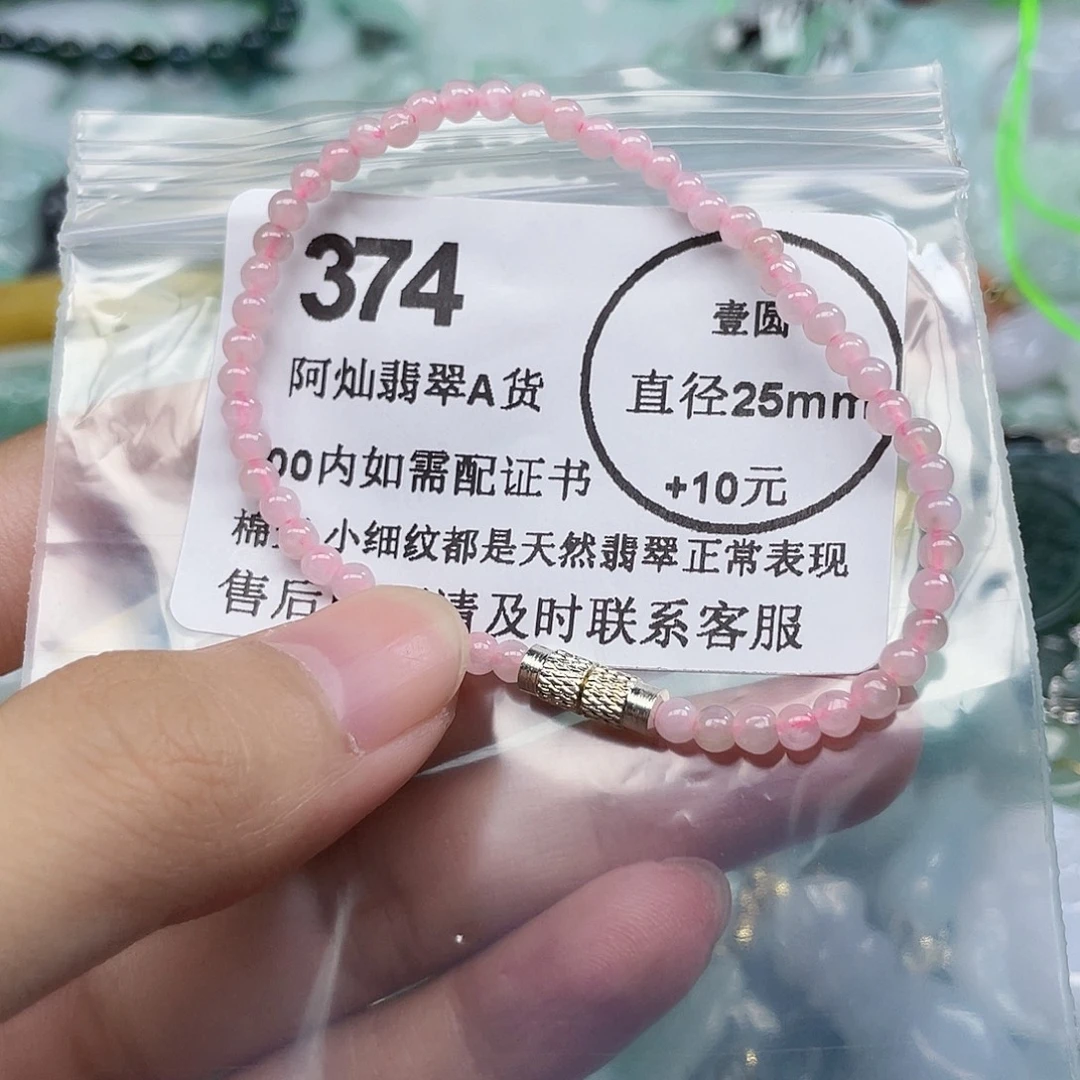 374
阿灿翡翠A货
00内如需配证书
棉 小细纹都是天然翡翠正常表现
售后 请及时联系客服
壹圆
直径25mm
+10元